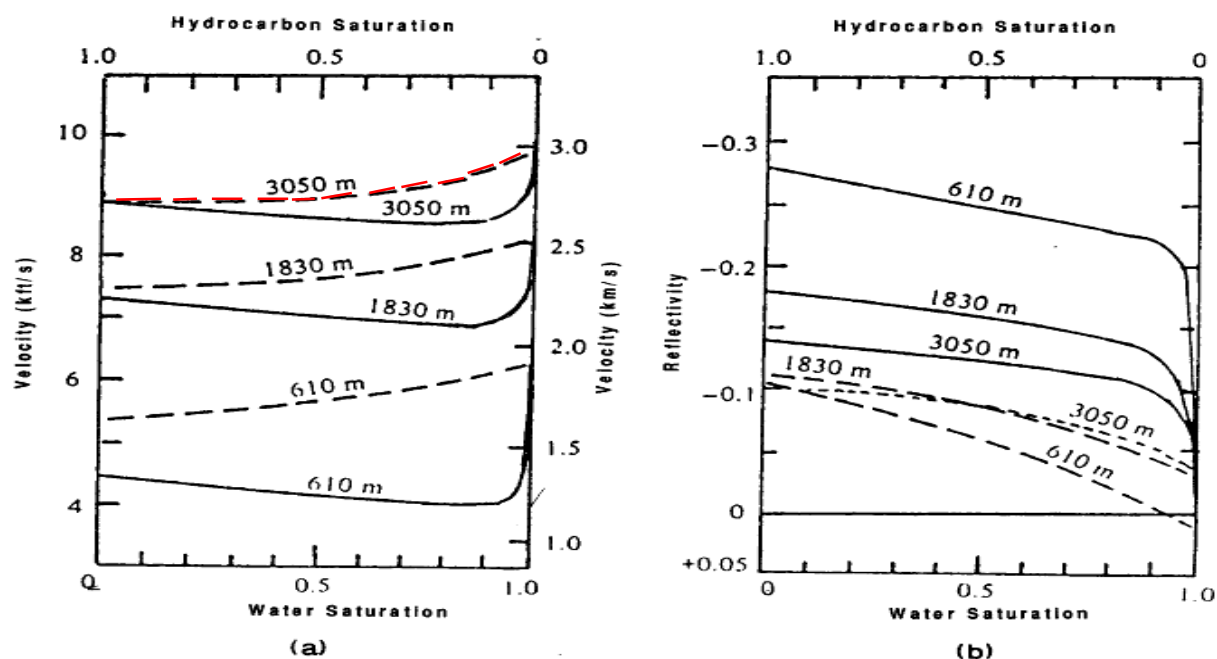 Hydrocarbon Saturation
1.0 0.5 0
10
8
6
4
Velocity (kft/s)
3.0
2.5
2.0
1.5
1.0
Velocity (km/s)
3050 m
3050 m
1830 m
1830 m
610 m
610 m
0 0.5 1.0
Water Saturation
(a)
Hydrocarbon Saturation
1.0 0.5 0
-0.3
-0.2
-0.1
0
+0.05
Reflectivity
610 m
1830 m
3050 m
1830 m
3050 m
610 m
0 0.5 1.0
Water Saturation
(b)